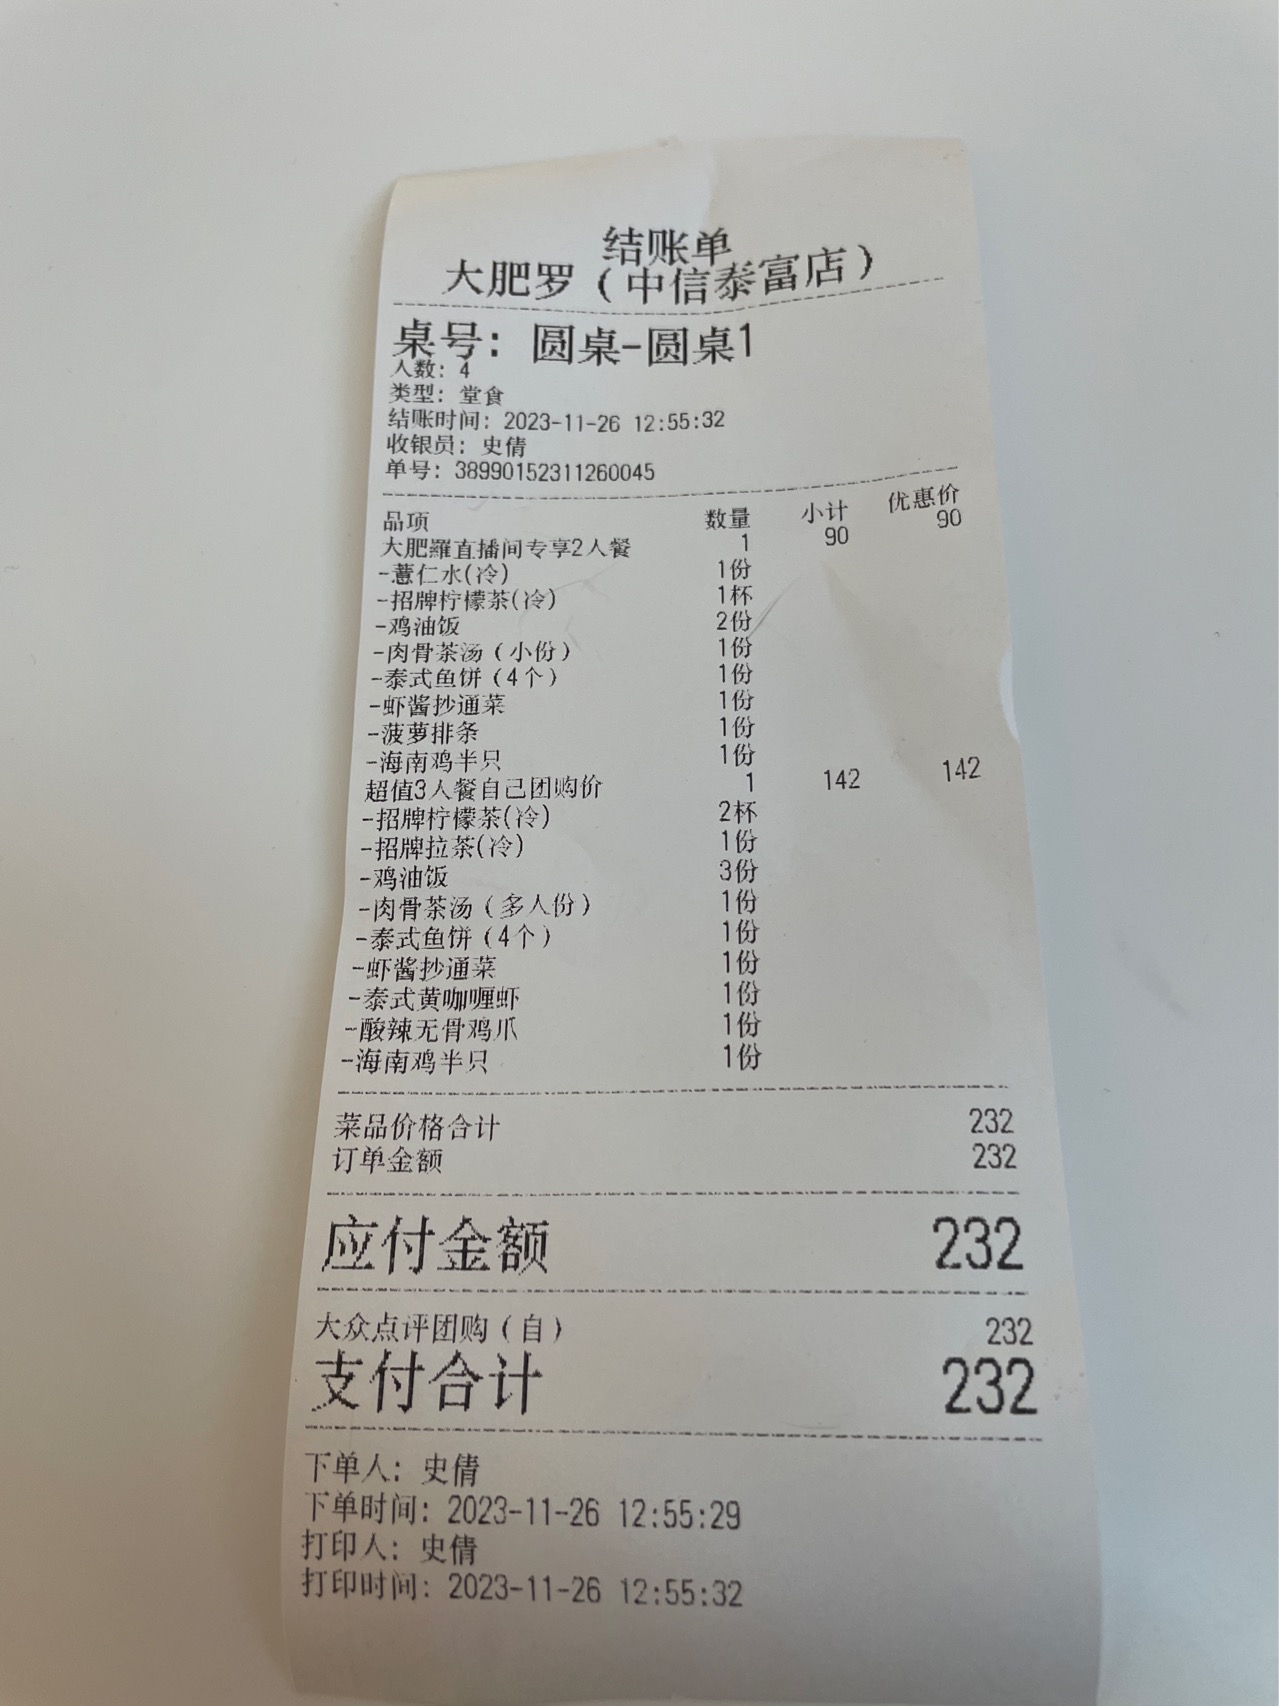 结账单
大肥罗（中信泰富店）
桌号：圆桌-圆桌1
人数：4
类型：堂食
结账时间：2023-11-26 12:55:32
收银员：史倩
单号：38990152311260045
品项 数量 小计 优惠价
大肥羅直播间专享2人餐 1 90 90
-薏仁水(冷) 1份
-招牌柠檬茶(冷) 1杯
-鸡油饭 2份
-肉骨茶汤（小份） 1份
-泰式鱼饼（4个） 1份
-虾酱抄通菜 1份
-菠萝排条 1份
-海南鸡半只 1份
超值3人餐自己团购价 1 142 142
-招牌柠檬茶(冷) 2杯
-招牌拉茶(冷) 1份
-鸡油饭 3份
-肉骨茶汤（多人份） 1份
-泰式鱼饼（4个） 1份
-虾酱抄通菜 1份
-泰式黄咖喱虾 1份
-酸辣无骨鸡爪 1份
-海南鸡半只 1份
菜品价格合计 232
订单金额 232
应付金额 232
大众点评团购（自） 232
支付合计 232
下单人：史倩
下单时间：2023-11-26 12:55:29
打印人：史倩
打印时间：2023-11-26 12:55:32